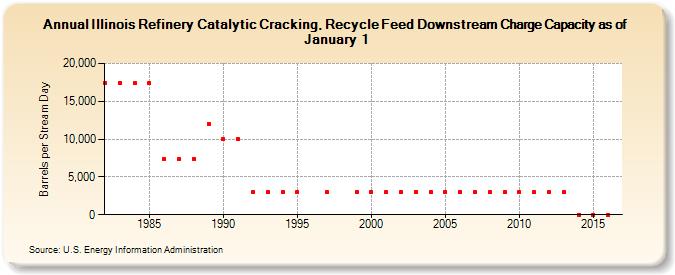 Annual Illinois Refinery Catalytic Cracking, Recycle Feed Downstream Charge Capacity as of
January 1
Barrels per Stream Day
20,000
15,000
10,000
5,000
0
1985 1990 1995 2000 2005 2010 2015
Source: U.S. Energy Information Administration